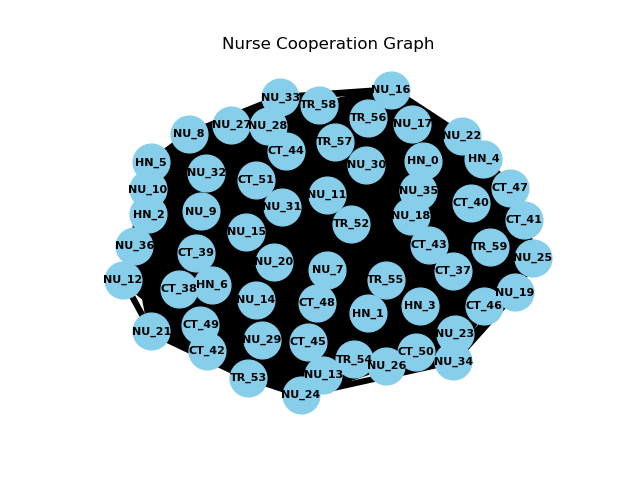 Nurse Cooperation Graph
NU_16
NU_33
TR_58
TR_56
NU_17
NU_27
NU_28
NU_8
NU_22
TR_57
CT_44
HN_4
HN_5
HN_0
NU_30
NU_32
CT_51
NU_10
CT_47
NU_35
NU_11
CT_40
NU_31
NU_9
HN_2
NU_18
CT_41
TR_52
NU_15
CT_43
NU_36
TR_59
CT_39
NU_25
NU_20
NU_7
CT_37
NU_12
TR_55
HN_6
CT_38
NU_19
NU_14
CT_48
HN_3
CT_46
HN_1
CT_49
NU_21
NU_23
NU_29
CT_45
CT_42
CT_50
TR_54
NU_34
NU_26
NU_13
TR_53
NU_24